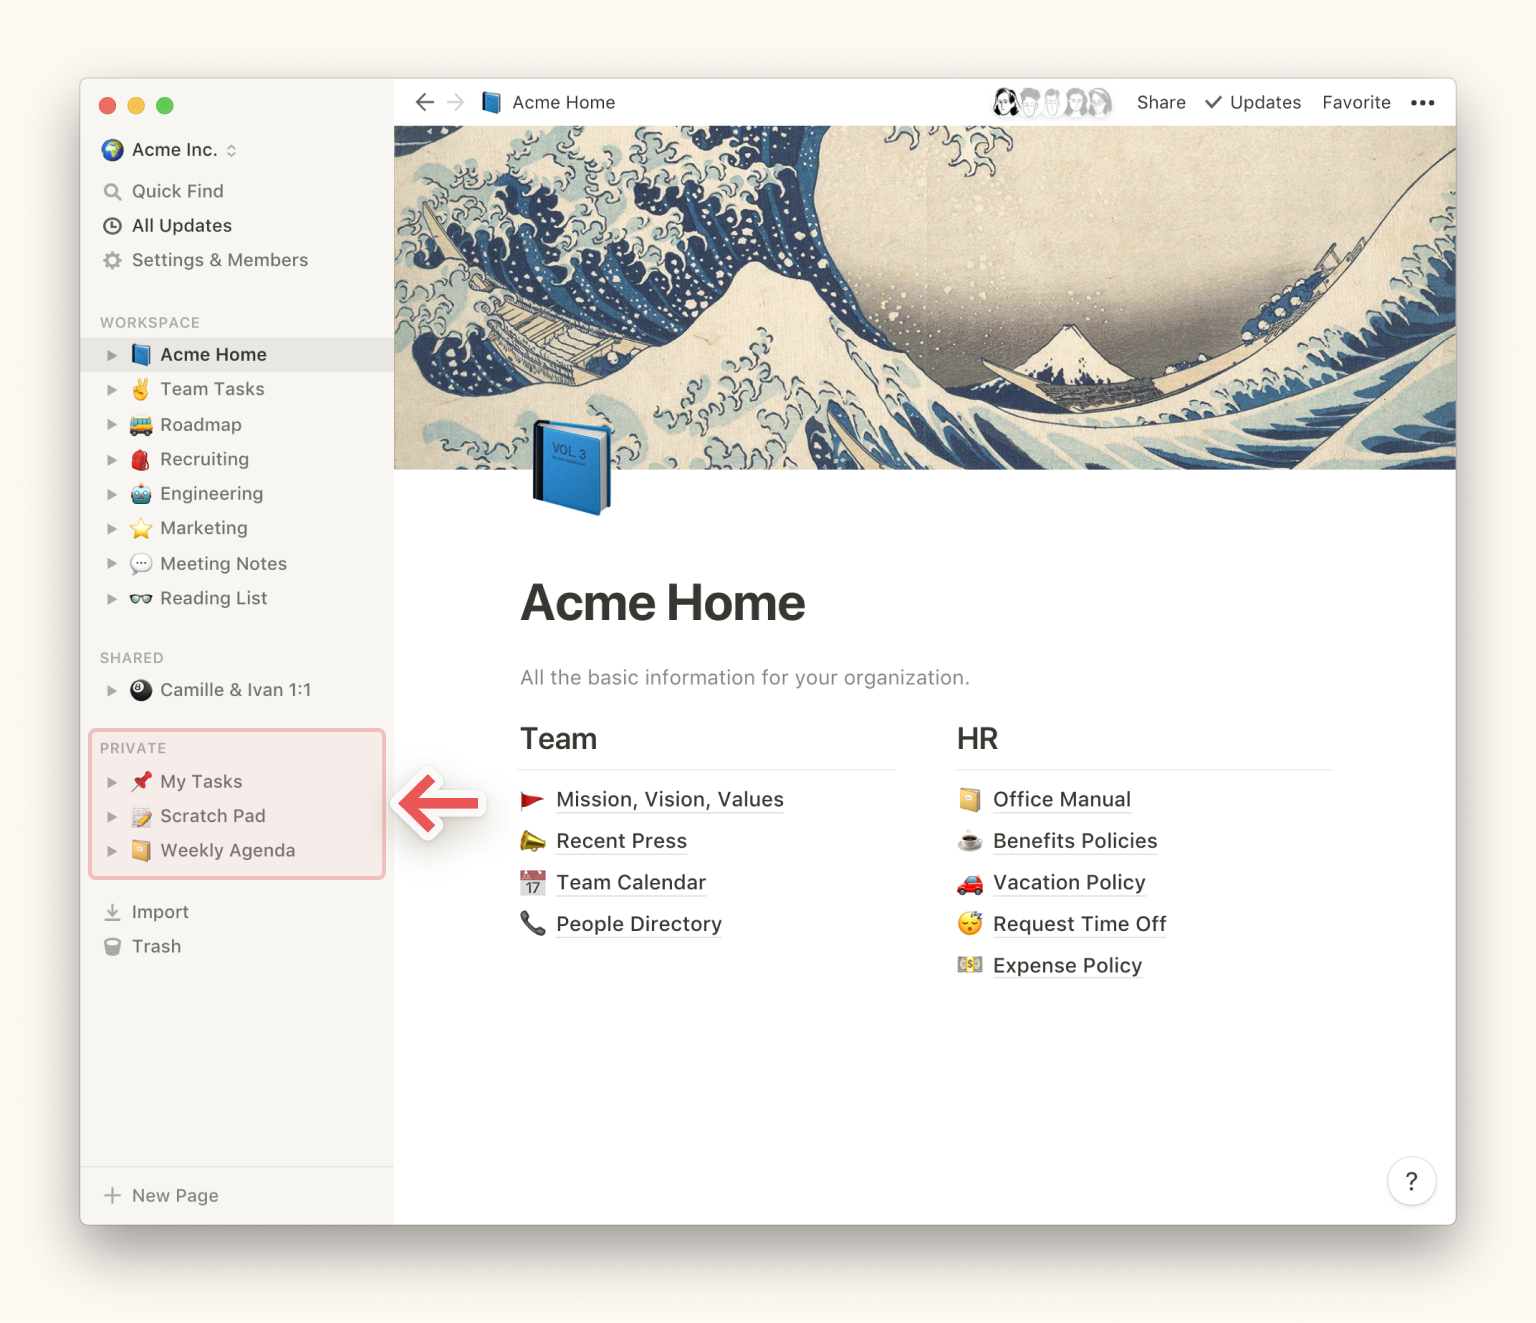 Acme Inc.
Quick Find
All Updates
Settings & Members
WORKSPACE
Acme Home
Team Tasks
Roadmap
Recruiting
Engineering
Marketing
Meeting Notes
Reading List
SHARED
8
Camille & Ivan 1:1
PRIVATE
My Tasks
Scratch Pad
Weekly Agenda
Import
Trash
New Page
Acme Home
Share
Updates
Favorite
VOL. 3
Acme Home
All the basic information for your organization.
Team
Mission, Vision, Values
Recent Press
17
Team Calendar
People Directory
HR
Office Manual
Benefits Policies
Vacation Policy
Request Time Off
Expense Policy
?